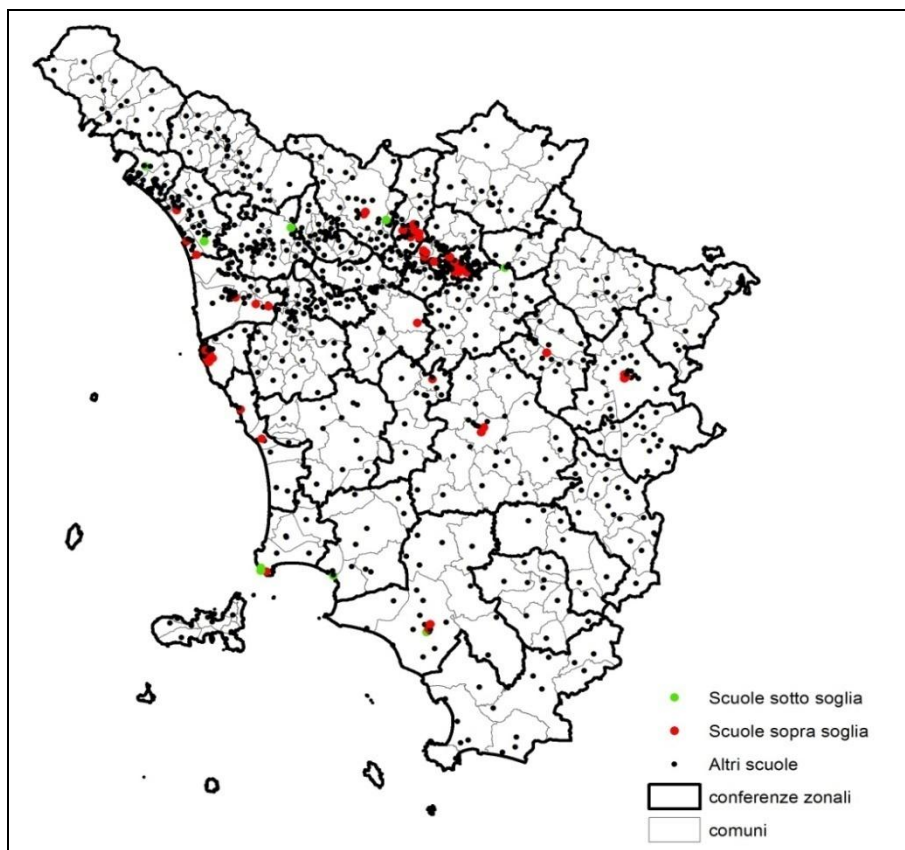 Scuole sotto soglia
Scuole sopra soglia
Altri scuole
conferenze zonali
comuni